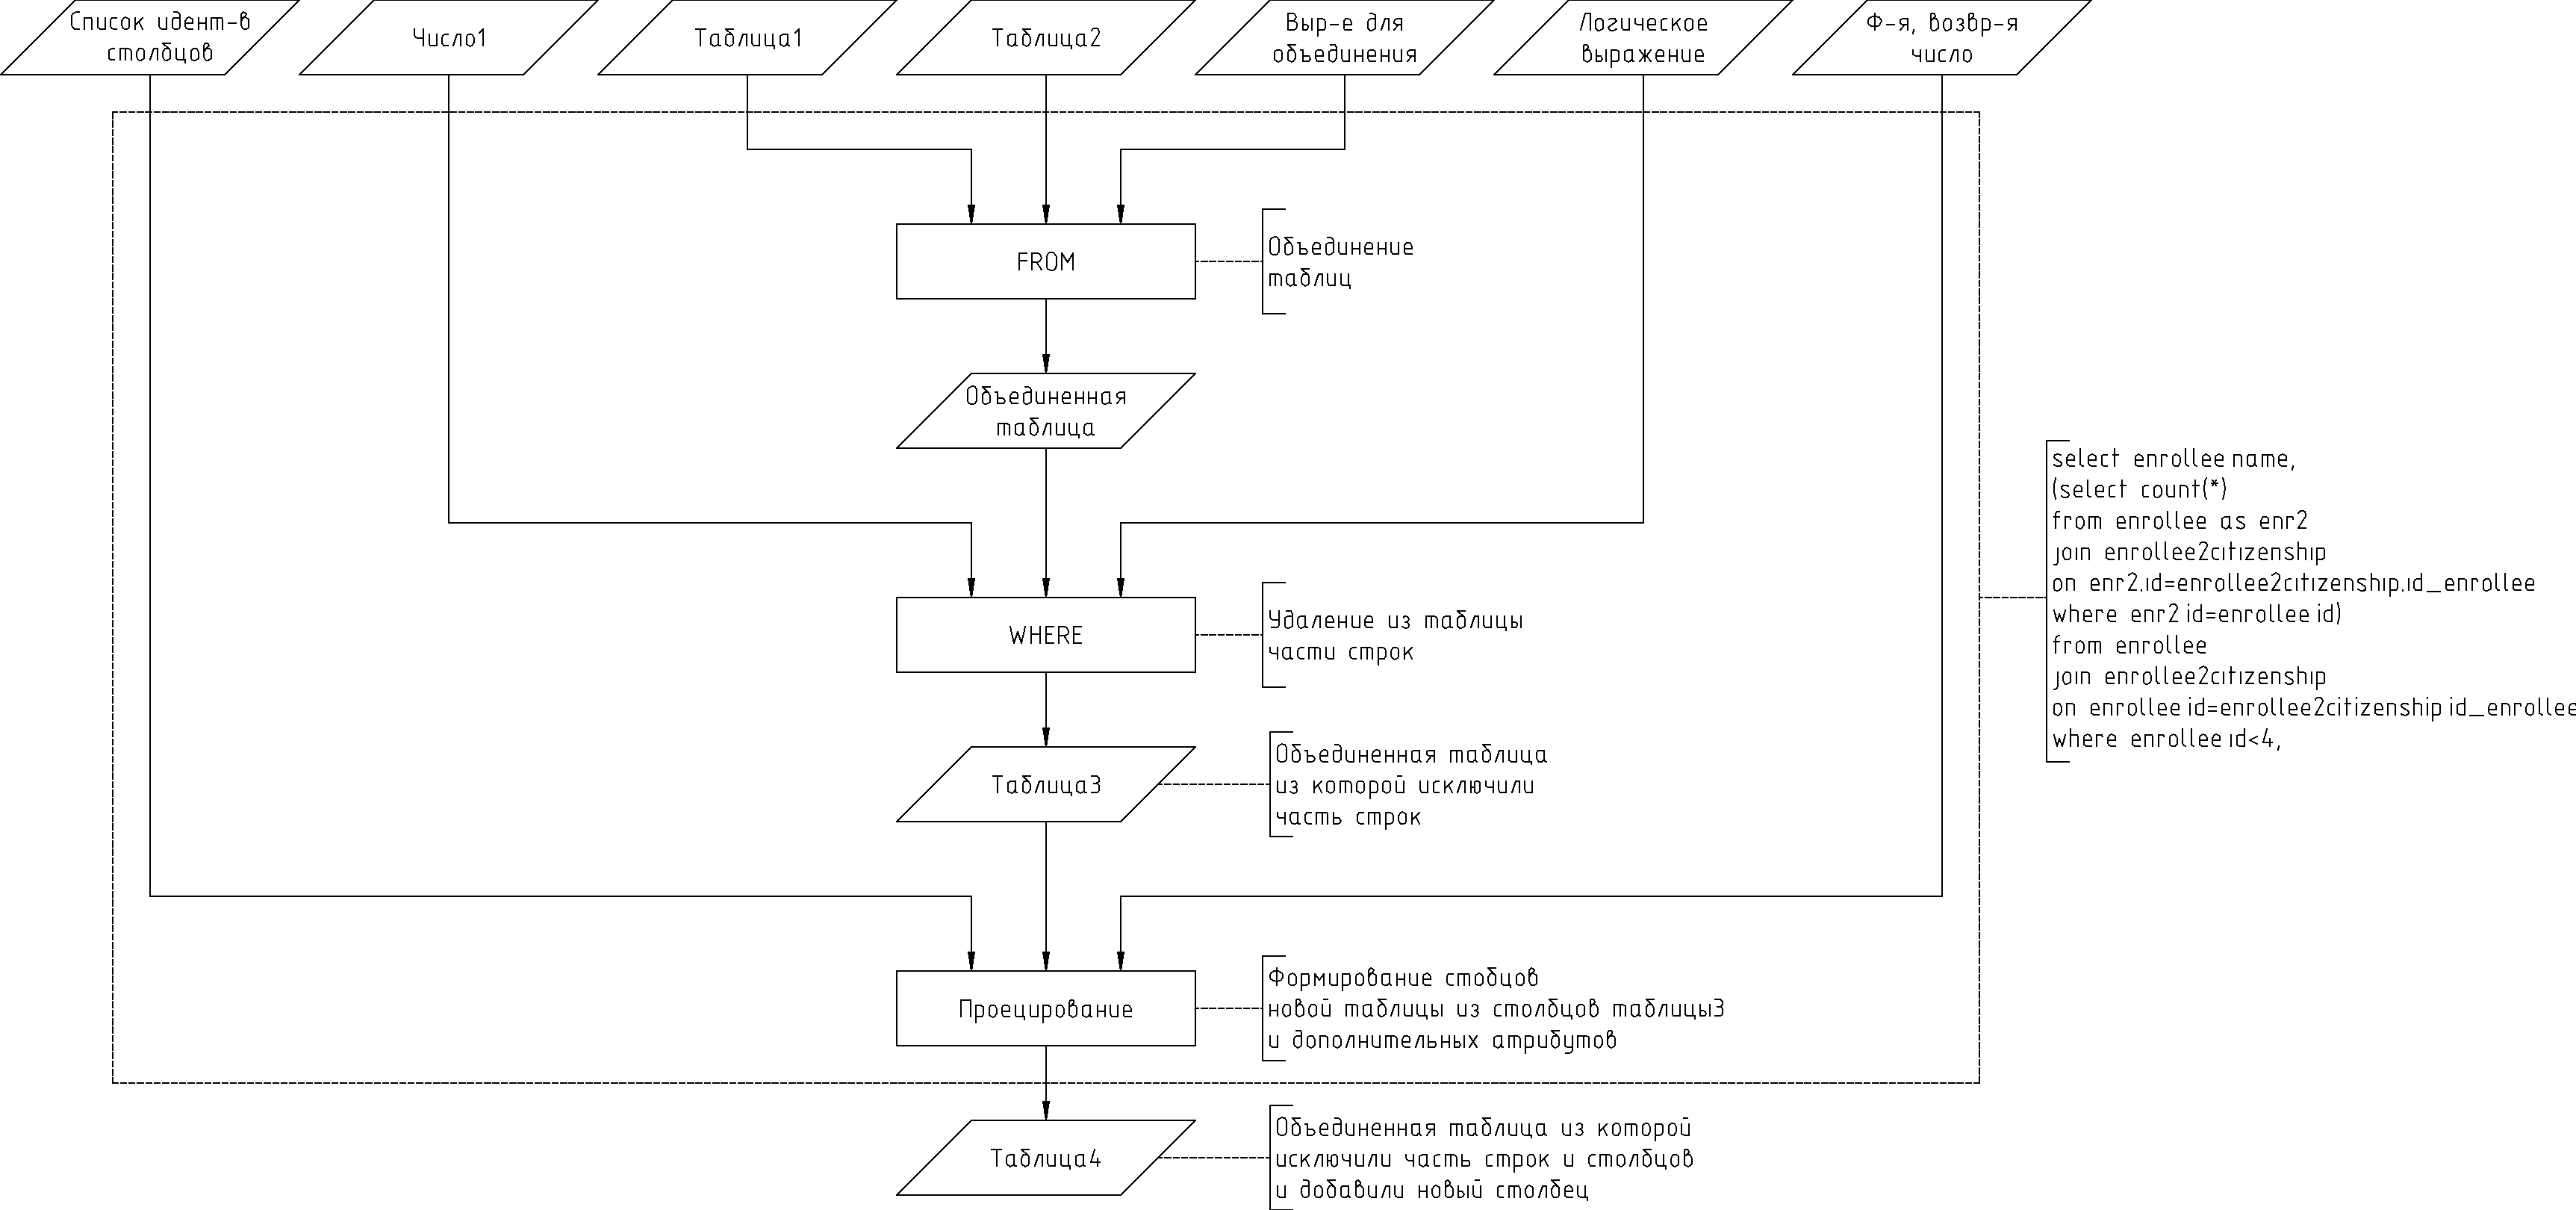 Список идент-в
столбцов
Число1
Таблица1
Таблица2
Выр-е для
объединения
Логическое
выражение
Ф-я, возвр-я
число
FROM
Объединение
таблиц
Объединенная
таблица
select enrollee name,
(select count(*)
from enrollee as enr2
join enrollee2citizenship
on enr2.id=enrollee2citizenship.id_enrollee
where enr2 id=enrollee id)
from enrollee
join enrollee2citizenship
on enrollee id=enrollee2citizenship id_enrollee
where enrollee id<4,
WHERE
Удаление из таблицы
части строк
Таблица3
Объединенная таблица
из которой исключили
часть строк
Проецирование
Формирование стобцов
новой таблицы из столбцов таблицы3
и дополнительных атрибутов
Таблица4
Объединенная таблица из которой
исключили часть строк и столбцов
и добавили новый столбец